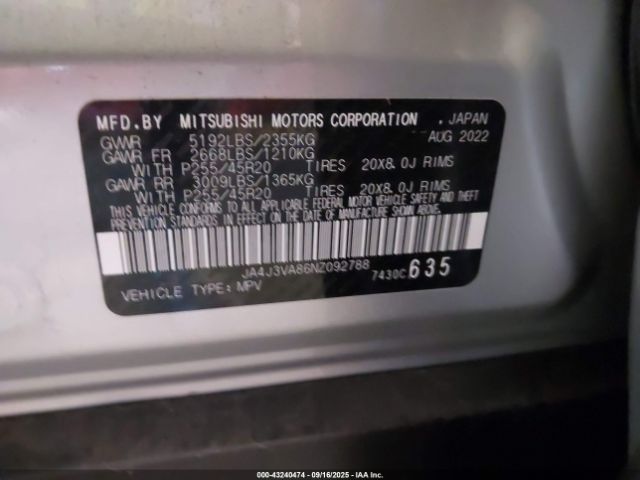 MFD.BY MITSUBISHI MOTORS CORPORATION . JAPAN
GVWR 5192LBS/2355KG AUG 2022
GAWR FR 2668LBS/1210KG
WITH P255/45R20 TIRES 20X8.0J RIMS
GAWR RR 3009LBS/1365KG
WITH P255/45R20 TIRES 20X8.0J RIMS
THIS VEHICLE CONFORMS TO ALL APPLICABLE FEDERAL MOTOR VEHICLE SAFETY AND THEFT
PREVENTION STANDARDS IN EFFECT ON THE DATE OF MANUFACTURE SHOWN ABOVE.
JA4J3VA86NZ092788
7430C 635
VEHICLE TYPE: MPV
000-43240474 - 09/16/2025 - IAA Inc.